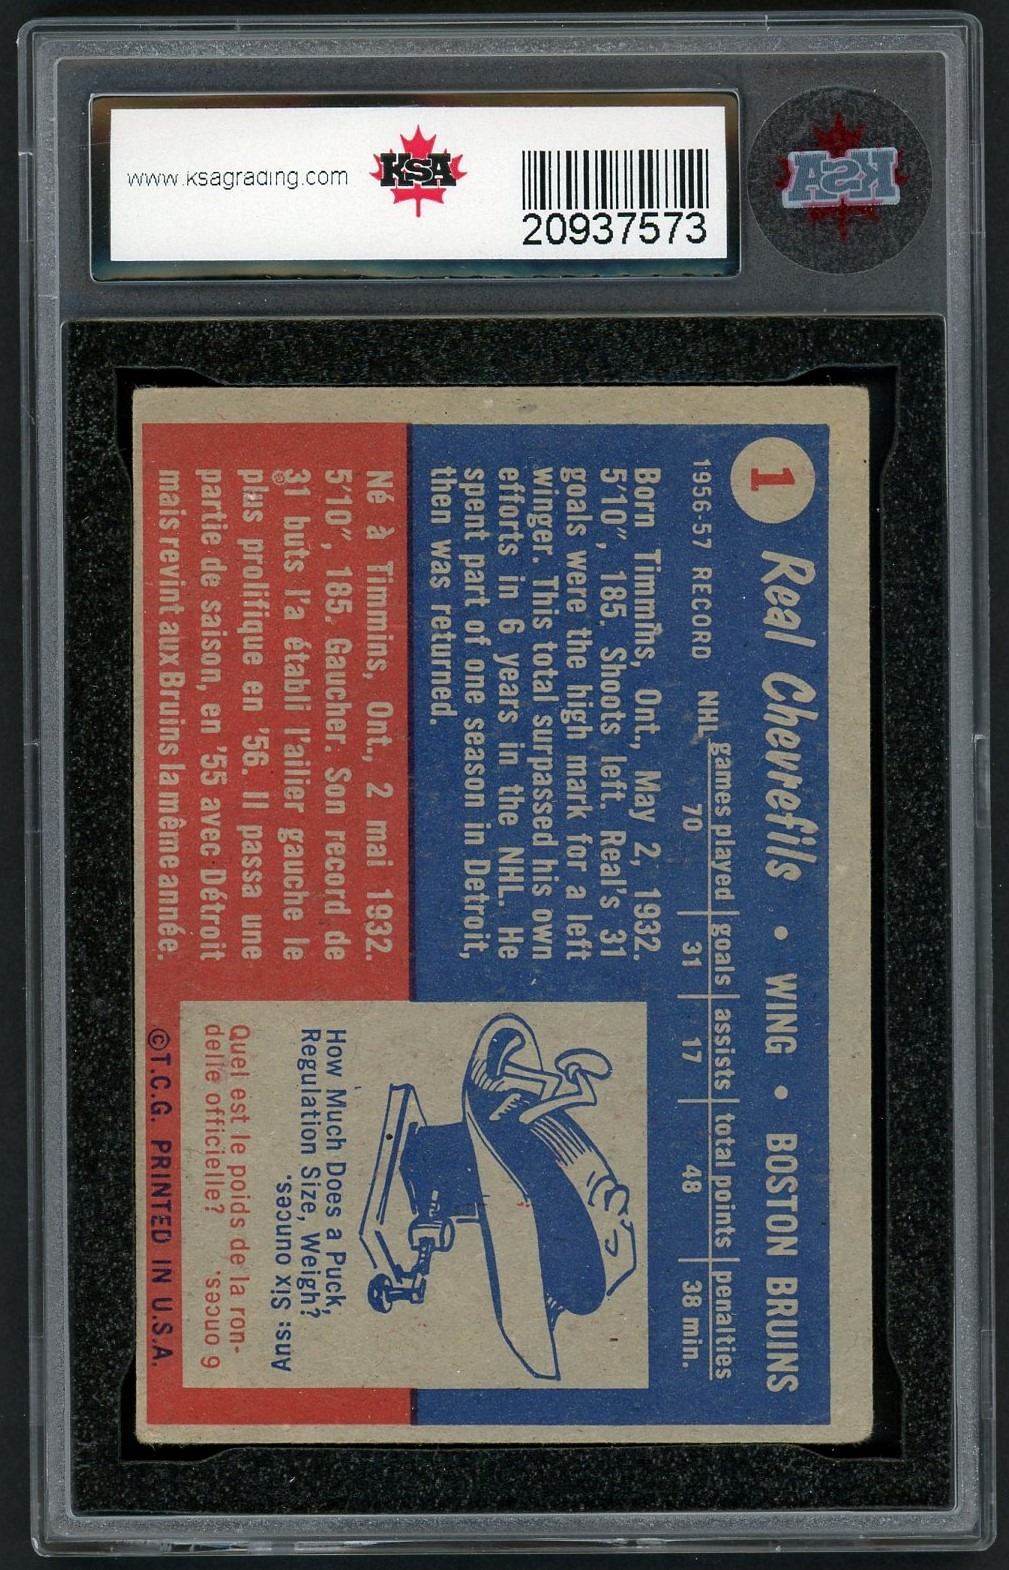 www.ksagrading.com
KSA
20937573
KSA
1 Real Chevrefils • WING • BOSTON BRUINS
games played goals assists total points penalties
1956-57 RECORD NHL 70 31 17 48 38 min.
Born Timmins, Ont., May 2, 1932.
5'10", 185. Shoots left. Real's 31
goals were the high mark for a left
winger. This total surpassed his own
efforts in 6 years in the NHL. He
spent part of one season in Detroit,
then was returned.
Né à Timmins, Ont., 2 mai 1932.
5'10", 185. Gaucher. Son record de
31 buts l'a établi l'ailier gauche le
plus prolifique en '56. Il passa une
partie de saison, en '55 avec Détroit
mais revint aux Bruins la même année.
How Much Does a Puck,
Regulation Size, Weigh?
Ans: Six ounces.
Quel est le poids de la ron-
delle officielle?
6 onces.
©T.C.G. PRINTED IN U.S.A.